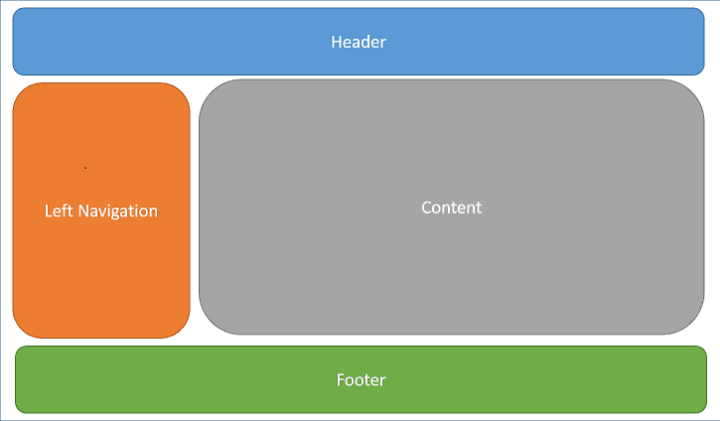 Header
Left Navigation
Content
Footer